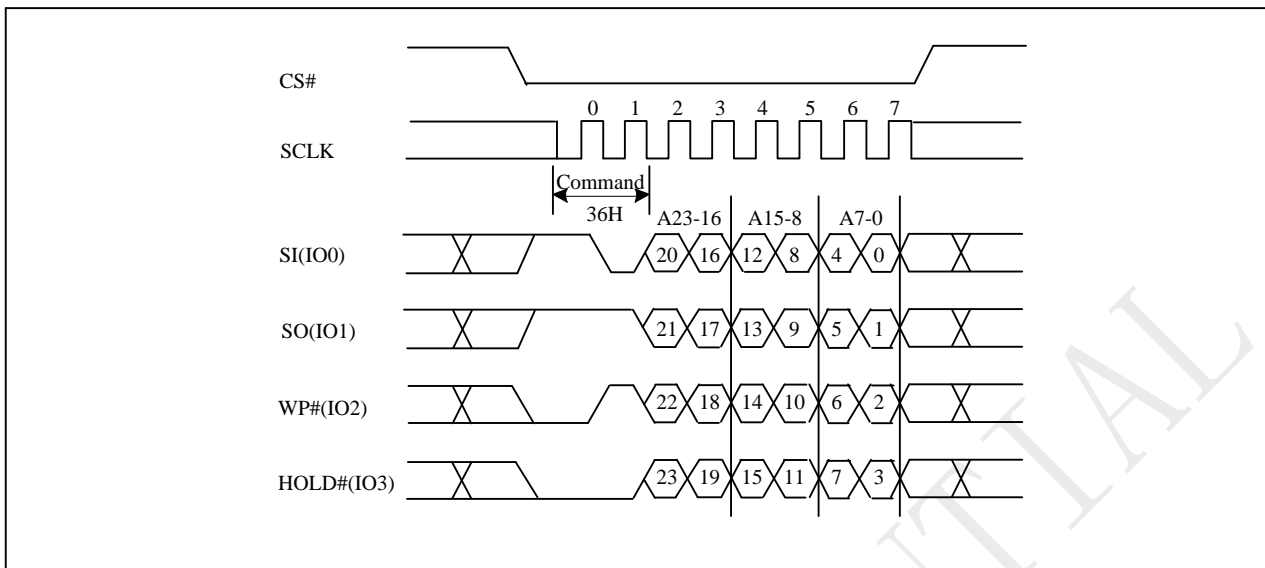 CS#
0 1 2 3 4 5 6 7
SCLK
Command
36H
A23-16 A15-8 A7-0
SI(IO0) 20 16 12 8 4 0
SO(IO1) 21 17 13 9 5 1
WP#(IO2) 22 18 14 10 6 2
HOLD#(IO3) 23 19 15 11 7 3